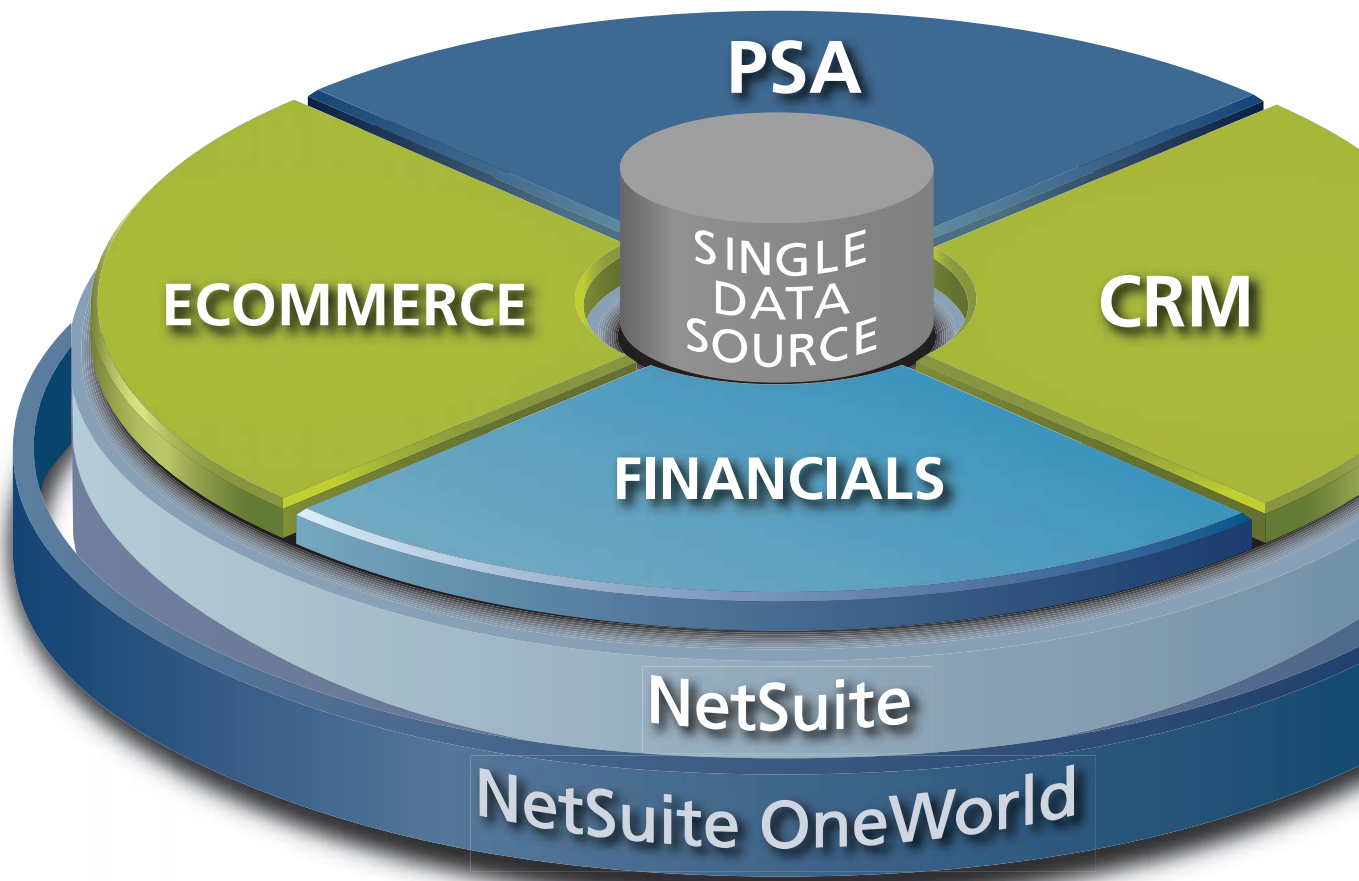 PSA
SINGLE
DATA
SOURCE
ECOMMERCE
CRM
FINANCIALS
NetSuite
NetSuite OneWorld